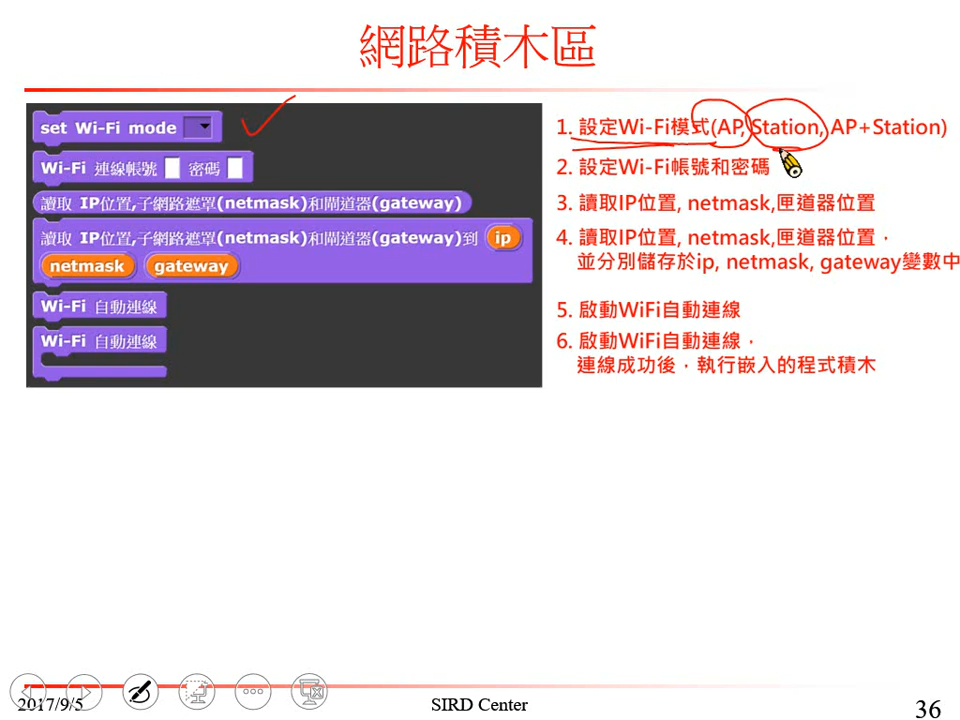 網路積木區
set Wi-Fi mode
Wi-Fi 連線帳號 密碼
讀取 IP位置,子網路遮罩(netmask)和閘道器(gateway)
讀取 IP位置,子網路遮罩(netmask)和閘道器(gateway)到 ip
netmask gateway
Wi-Fi 自動連線
Wi-Fi 自動連線
1. 設定Wi-Fi模式(AP, Station, AP+Station)
2. 設定Wi-Fi帳號和密碼
3. 讀取IP位置, netmask,匣道器位置
4. 讀取IP位置, netmask,匣道器位置，
並分別儲存於ip, netmask, gateway變數中
5. 啟動WiFi自動連線
6. 啟動WiFi自動連線，
連線成功後，執行嵌入的程式積木
2017/9/5
SIRD Center
36